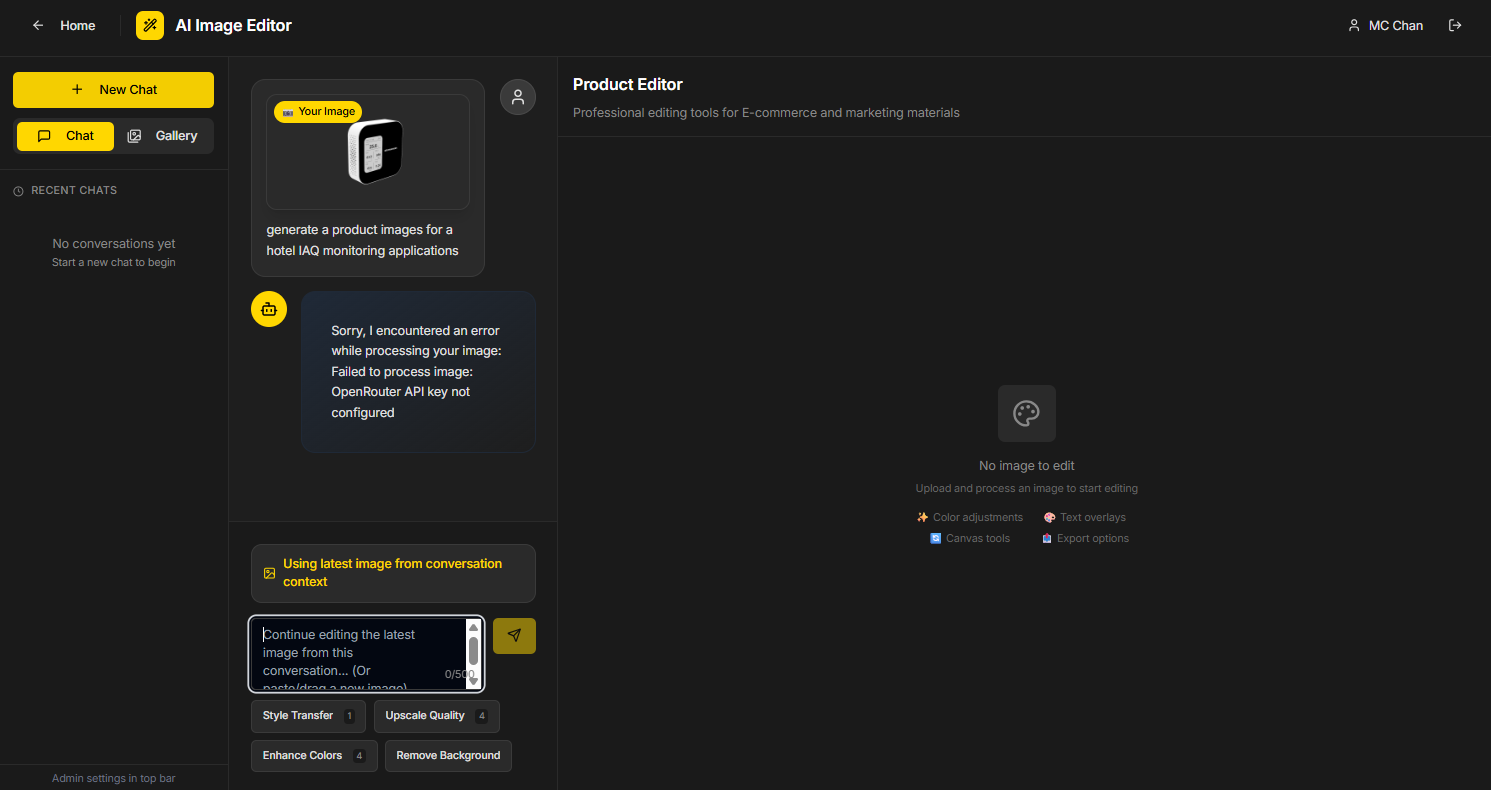 Home
AI Image Editor
MC Chan
New Chat
Chat
Gallery
RECENT CHATS
No conversations yet
Start a new chat to begin
Admin settings in top bar
Your Image
generate a product images for a
hotel IAQ monitoring applications
Sorry, I encountered an error
while processing your image:
Failed to process image:
OpenRouter API key not
configured
Using latest image from conversation
context
Continue editing the latest
image from this
conversation... (Or
paste/drag a new image)
0/500
Style Transfer 1
Upscale Quality 4
Enhance Colors 4
Remove Background
Product Editor
Professional editing tools for E-commerce and marketing materials
No image to edit
Upload and process an image to start editing
Color adjustments
Text overlays
Canvas tools
Export options